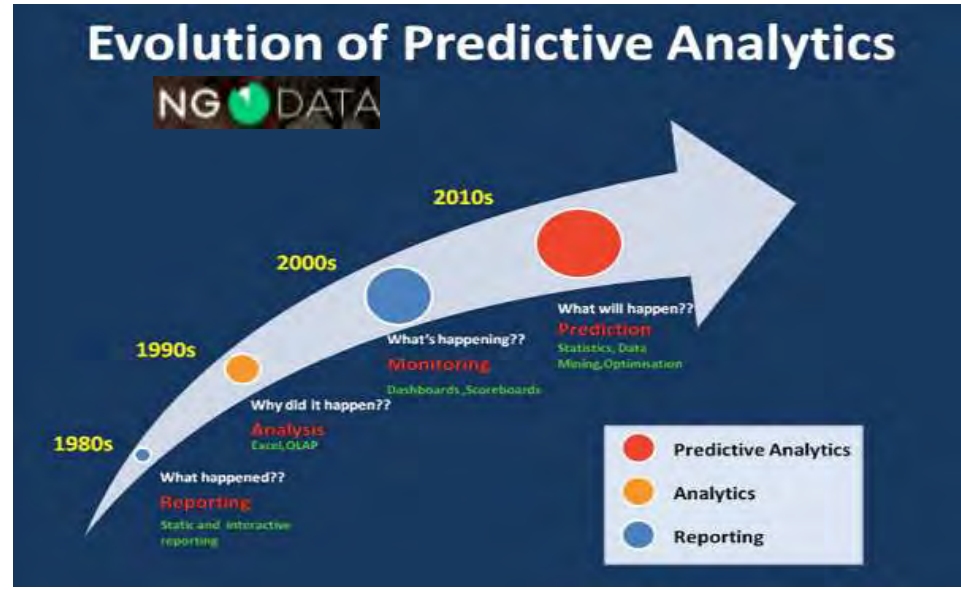 Evolution of Predictive Analytics
NG DATA
2010s
2000s
1990s
1980s
What will happen??
Prediction
Statistics, Data
Mining,Optimisation
What's happening??
Monitoring
Dashboards ,Scoreboards
Why did it happen??
Analysis
Excel,OLAP
What happened??
Reporting
Static and interactive
reporting
Predictive Analytics
Analytics
Reporting